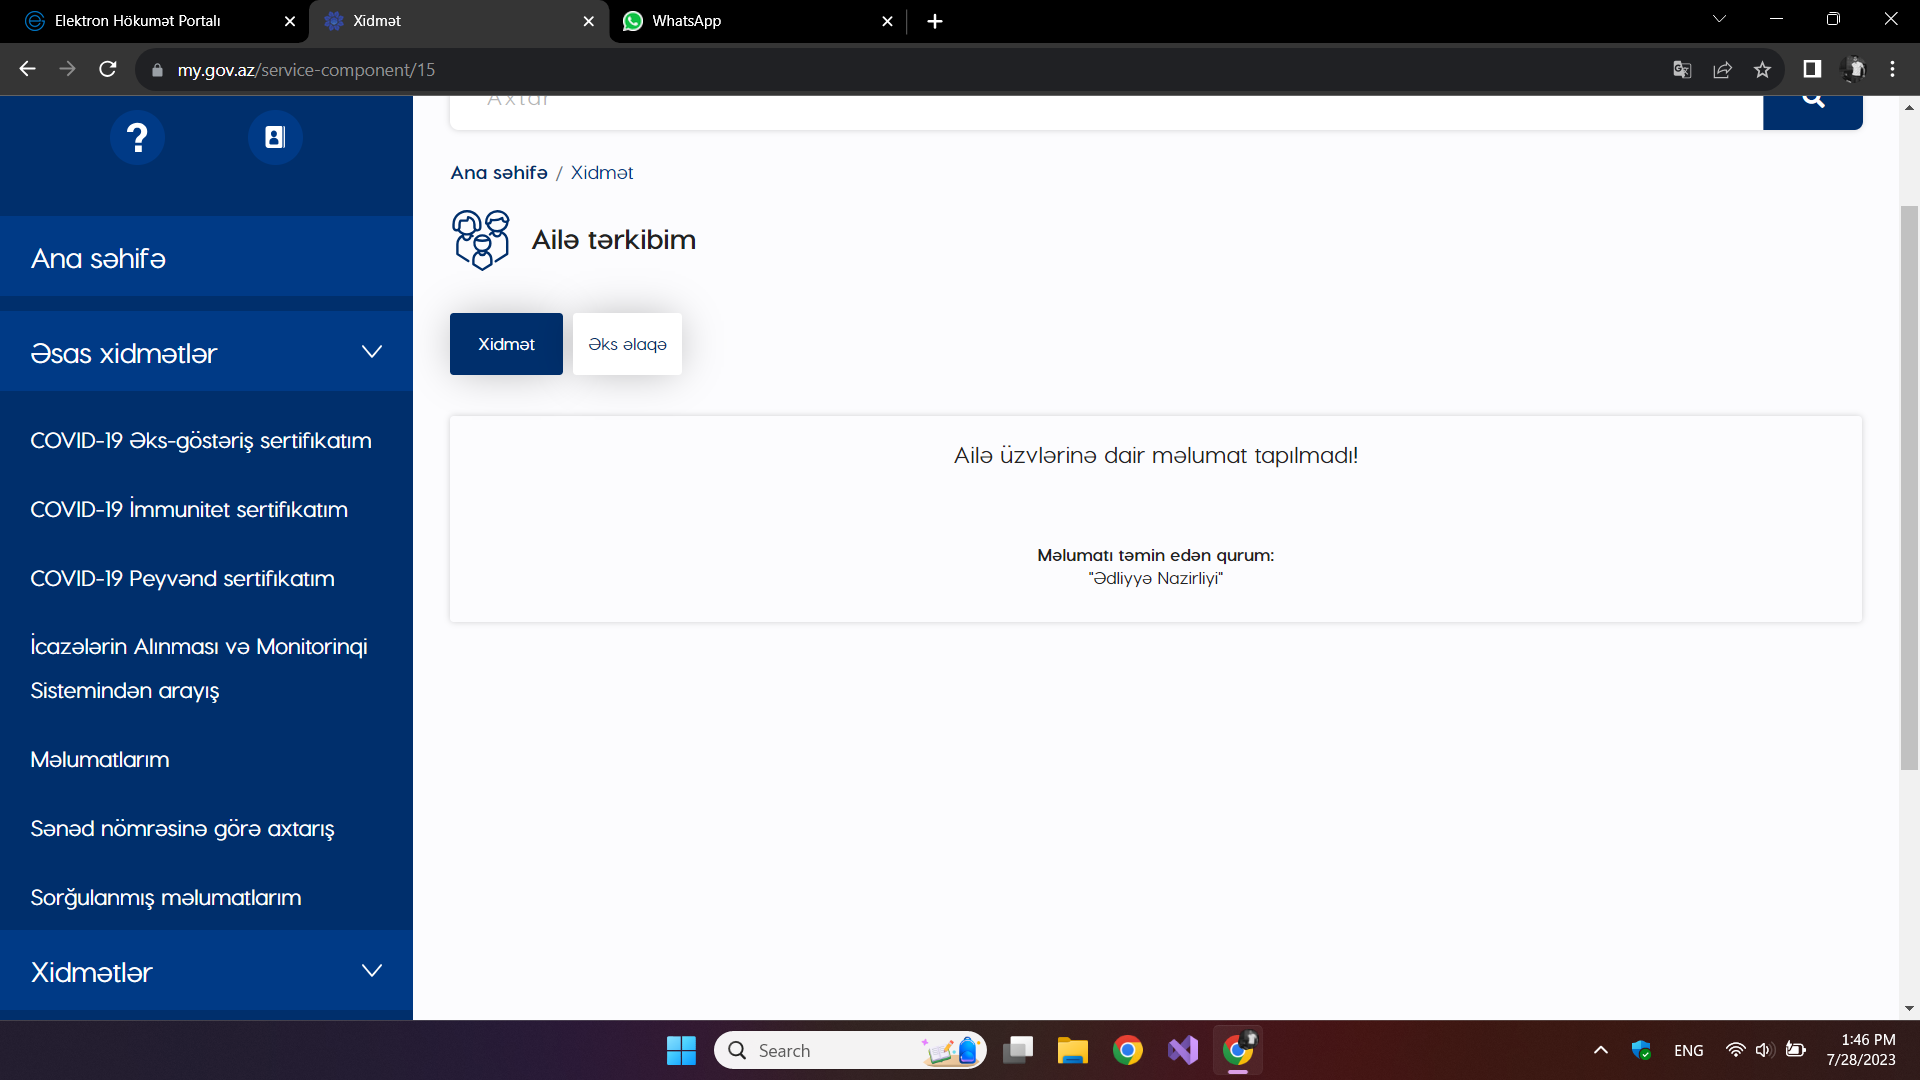 Elektron Hökumət Portalı
Xidmət
WhatsApp
my.gov.az/service-component/15
Axtar
Ana səhifə
Əsas xidmətlər
COVID-19 Əks-göstəriş sertifikatım
COVID-19 İmmunitet sertifikatım
COVID-19 Peyvənd sertifikatım
İcazələrin Alınması və Monitorinqi
Sistemindən arayış
Məlumatlarım
Sənəd nömrəsinə görə axtarış
Sorğulanmış məlumatlarım
Xidmətlər
Ana səhifə / Xidmət
Ailə tərkibim
Xidmət
Əks əlaqə
Ailə üzvlərinə dair məlumat tapılmadı!
Məlumatı təmin edən qurum:
"Ədliyyə Nazirliyi"
Search
ENG
1:46 PM
7/28/2023